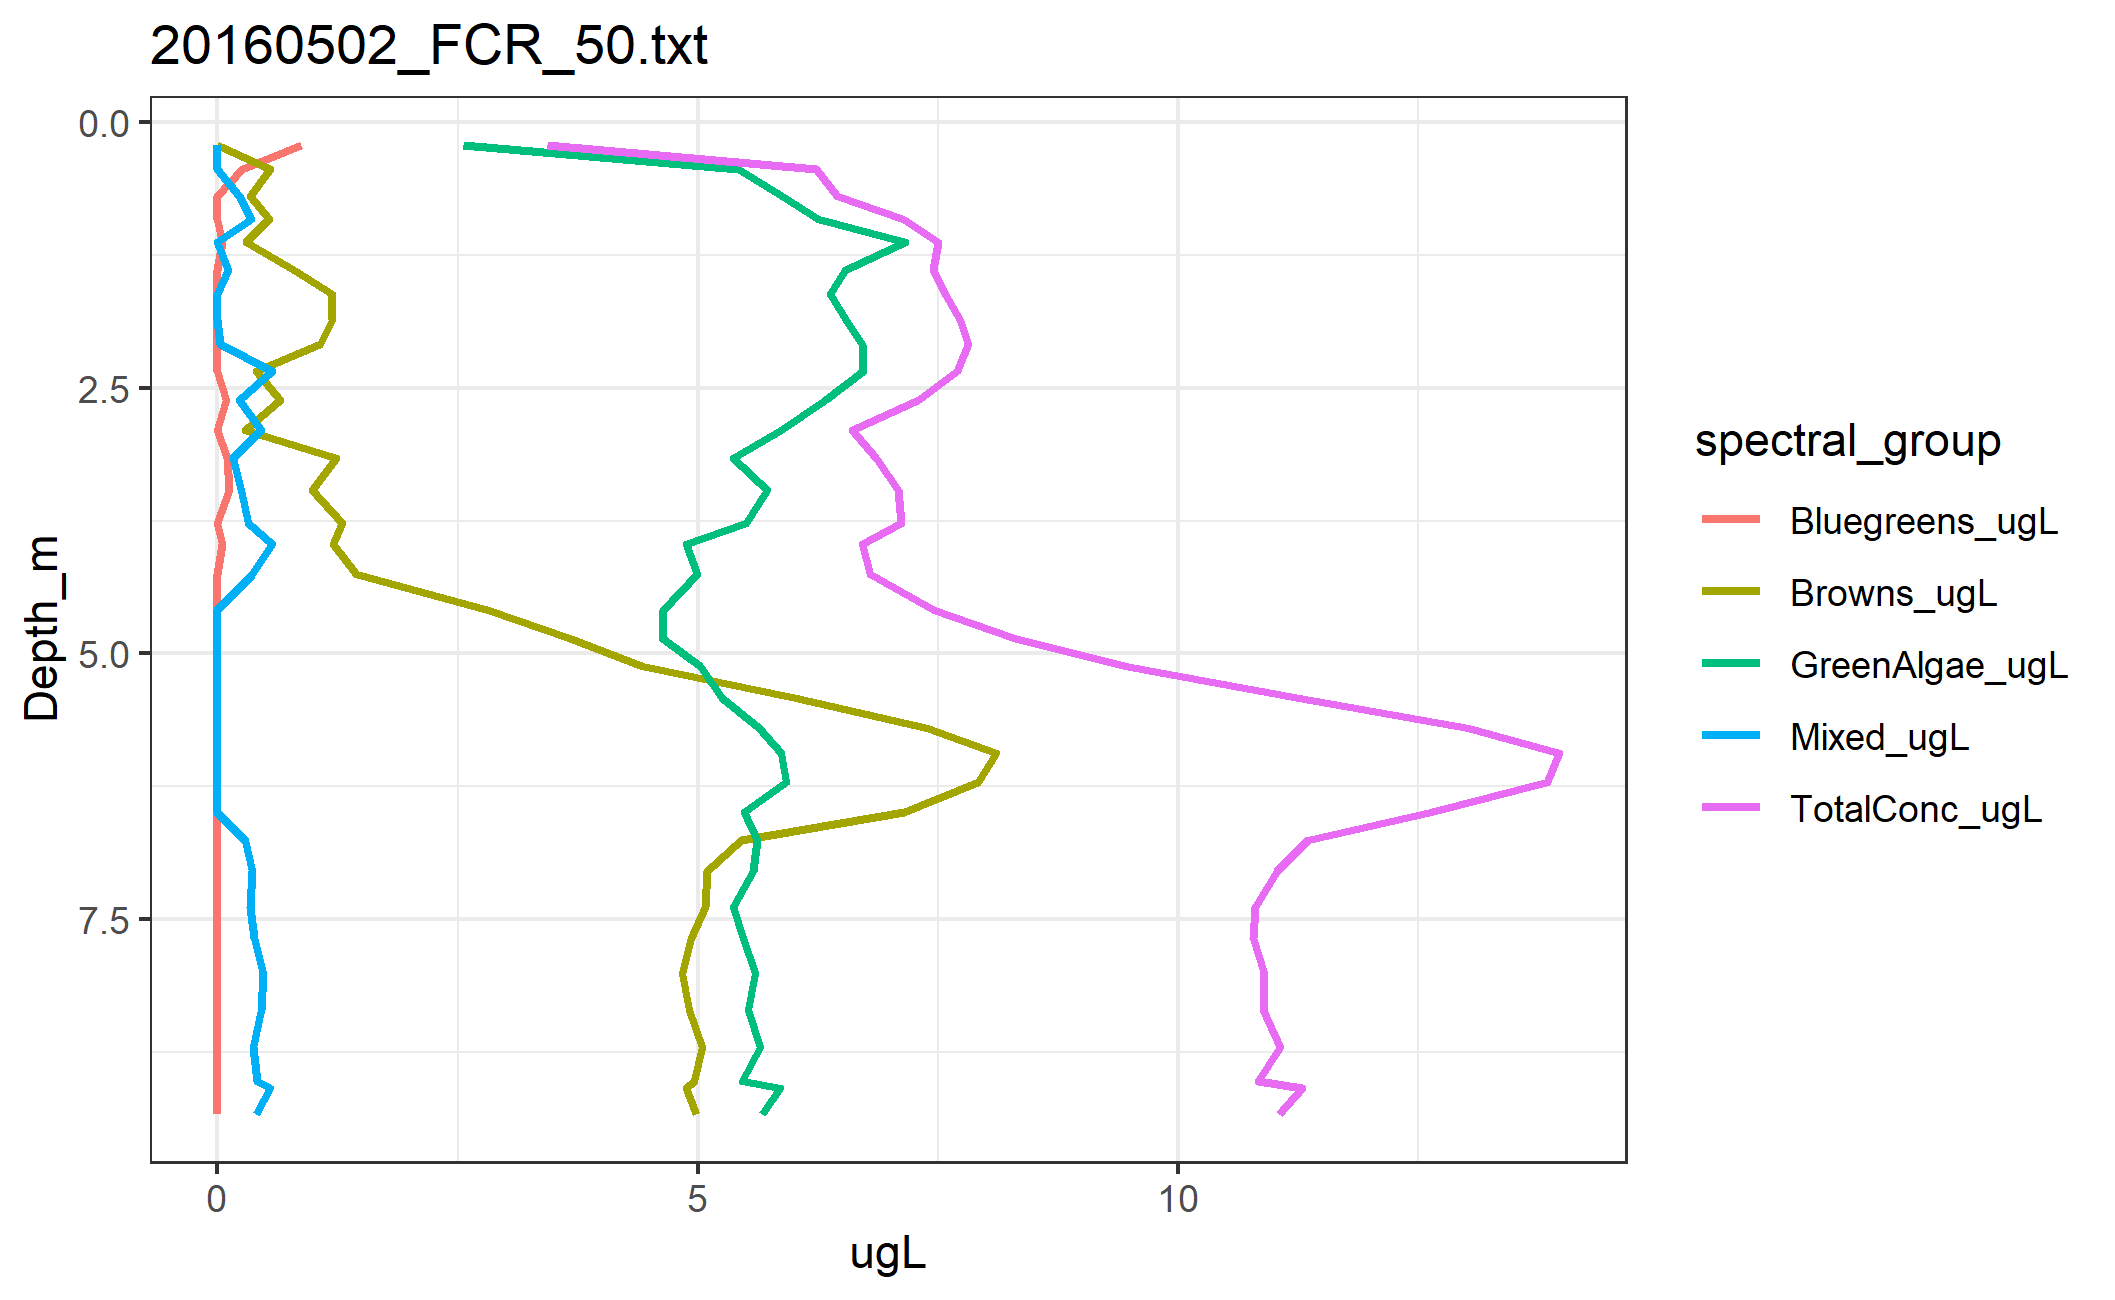 20160502_FCR_50.txt
0.0
2.5
5.0
7.5
Depth_m
0 5 10
ugL
spectral_group
Bluegreens_ugL
Browns_ugL
GreenAlgae_ugL
Mixed_ugL
TotalConc_ugL